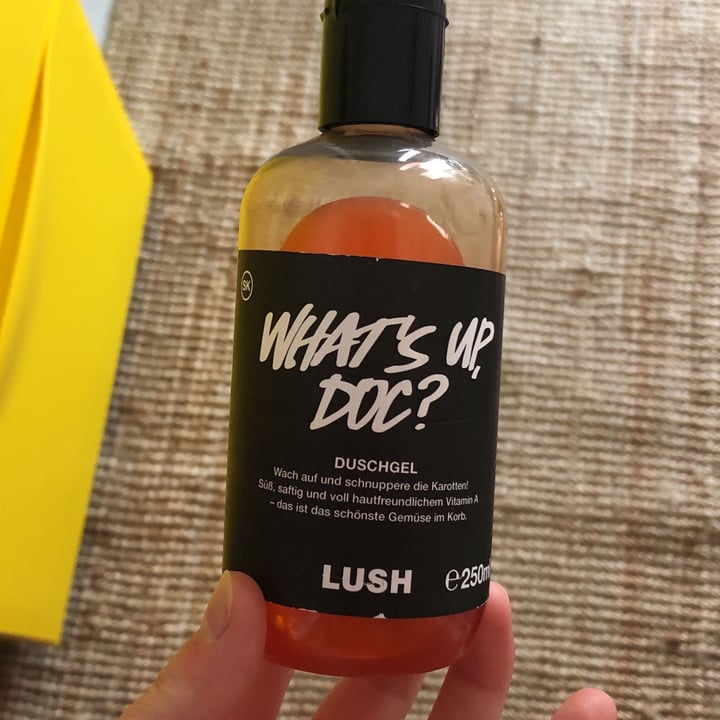 SK
WHAT'S UP,
DOC?
DUSCHGEL
Wach auf und schnuppere die Karotten!
Süß, saftig und voll hautfreundlichem Vitamin A
– das ist das schönste Gemüse im Korb.
LUSH
℮250m